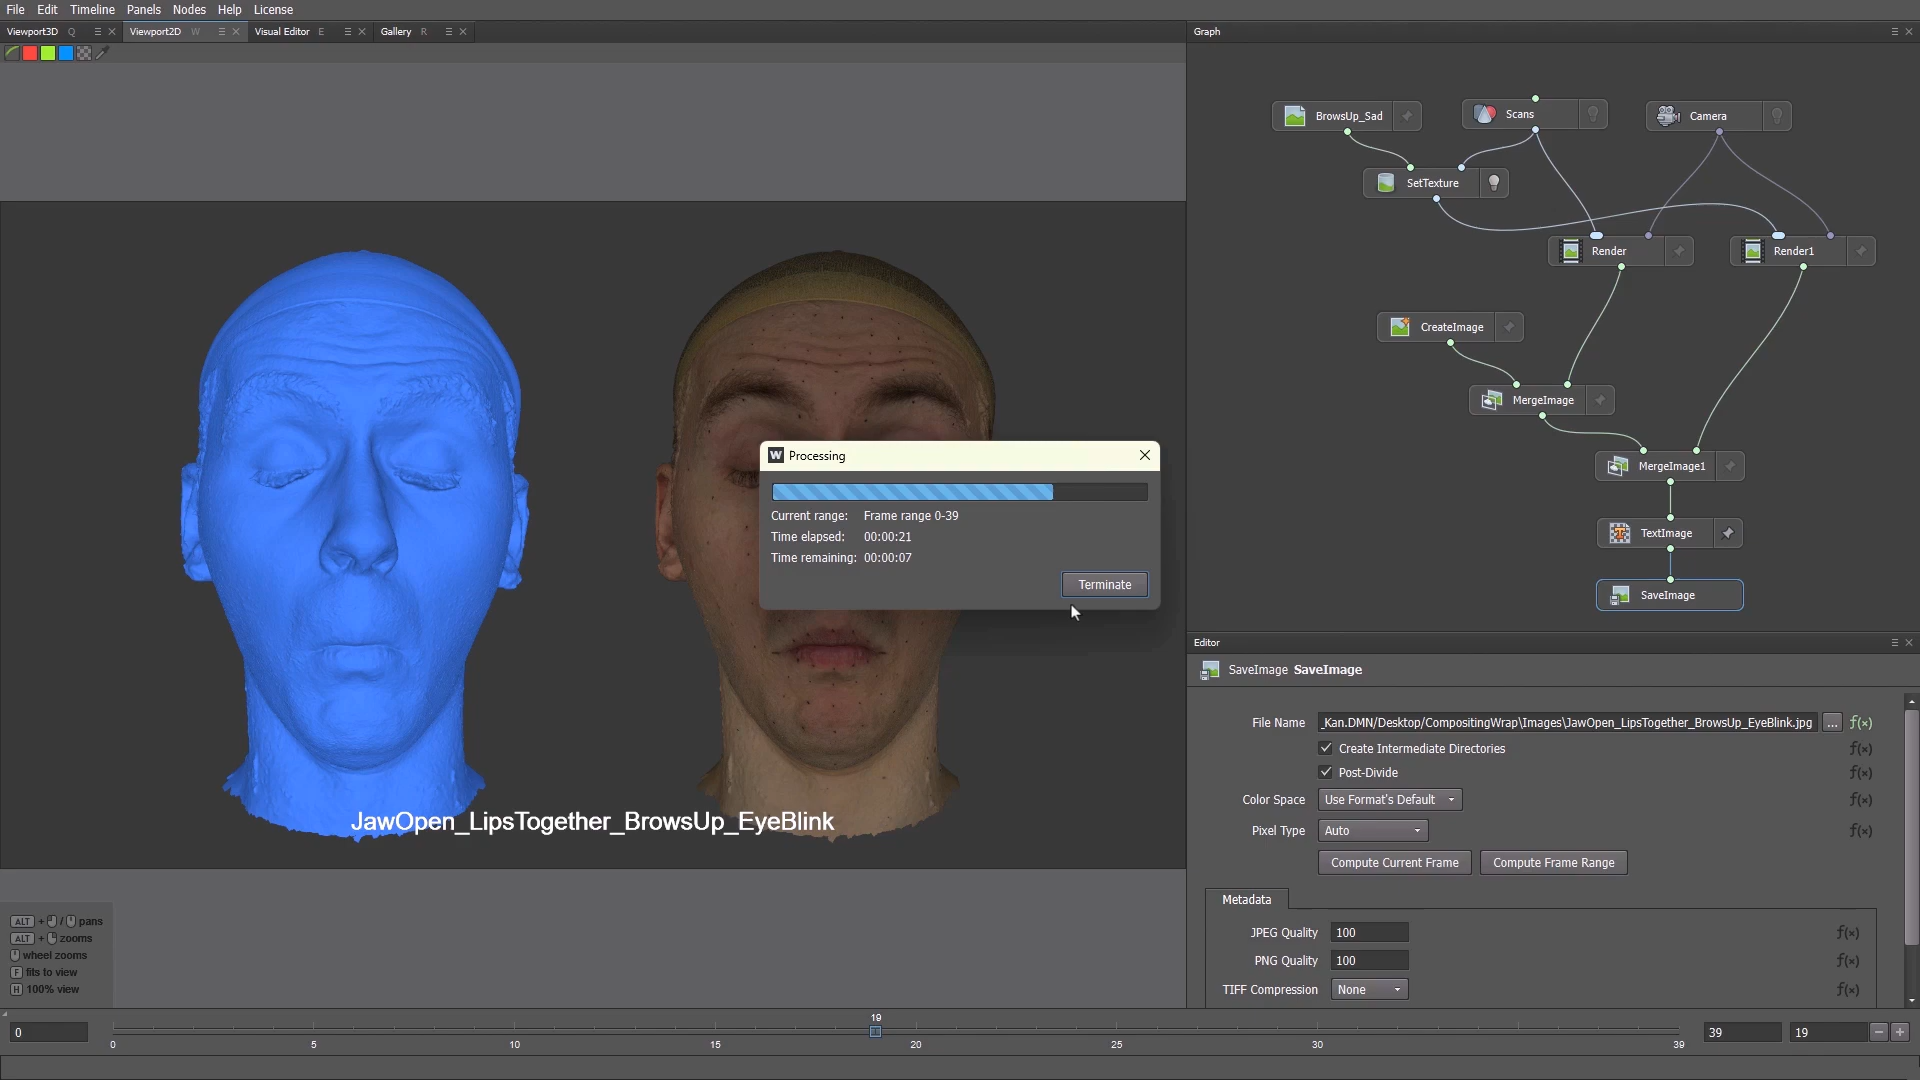 File Edit Timeline Panels Nodes Help License
Viewport3D Q Viewport2D W Visual Editor E Gallery R
Graph
BrowsUp_Sad
Scans
Camera
SetTexture
Render
Render1
CreateImage
MergeImage
MergeImage1
TextImage
SaveImage
W Processing
Current range: Frame range 0-39
Time elapsed: 00:00:21
Time remaining: 00:00:07
Terminate
JawOpen_LipsTogether_BrowsUp_EyeBlink
Editor
SaveImage SaveImage
File Name _Kan.DMN/Desktop/CompositingWrap\Images\JawOpen_LipsTogether_BrowsUp_EyeBlink.jpg ... f(x)
Create Intermediate Directories f(x)
Post-Divide f(x)
Color Space Use Format's Default f(x)
Pixel Type Auto f(x)
Compute Current Frame Compute Frame Range
Metadata
JPEG Quality 100 f(x)
PNG Quality 100 f(x)
TIFF Compression None f(x)
ALT + / pans
ALT + zooms
wheel zooms
F fits to view
H 100% view
19
0 39 19
0 5 10 15 20 25 30 39